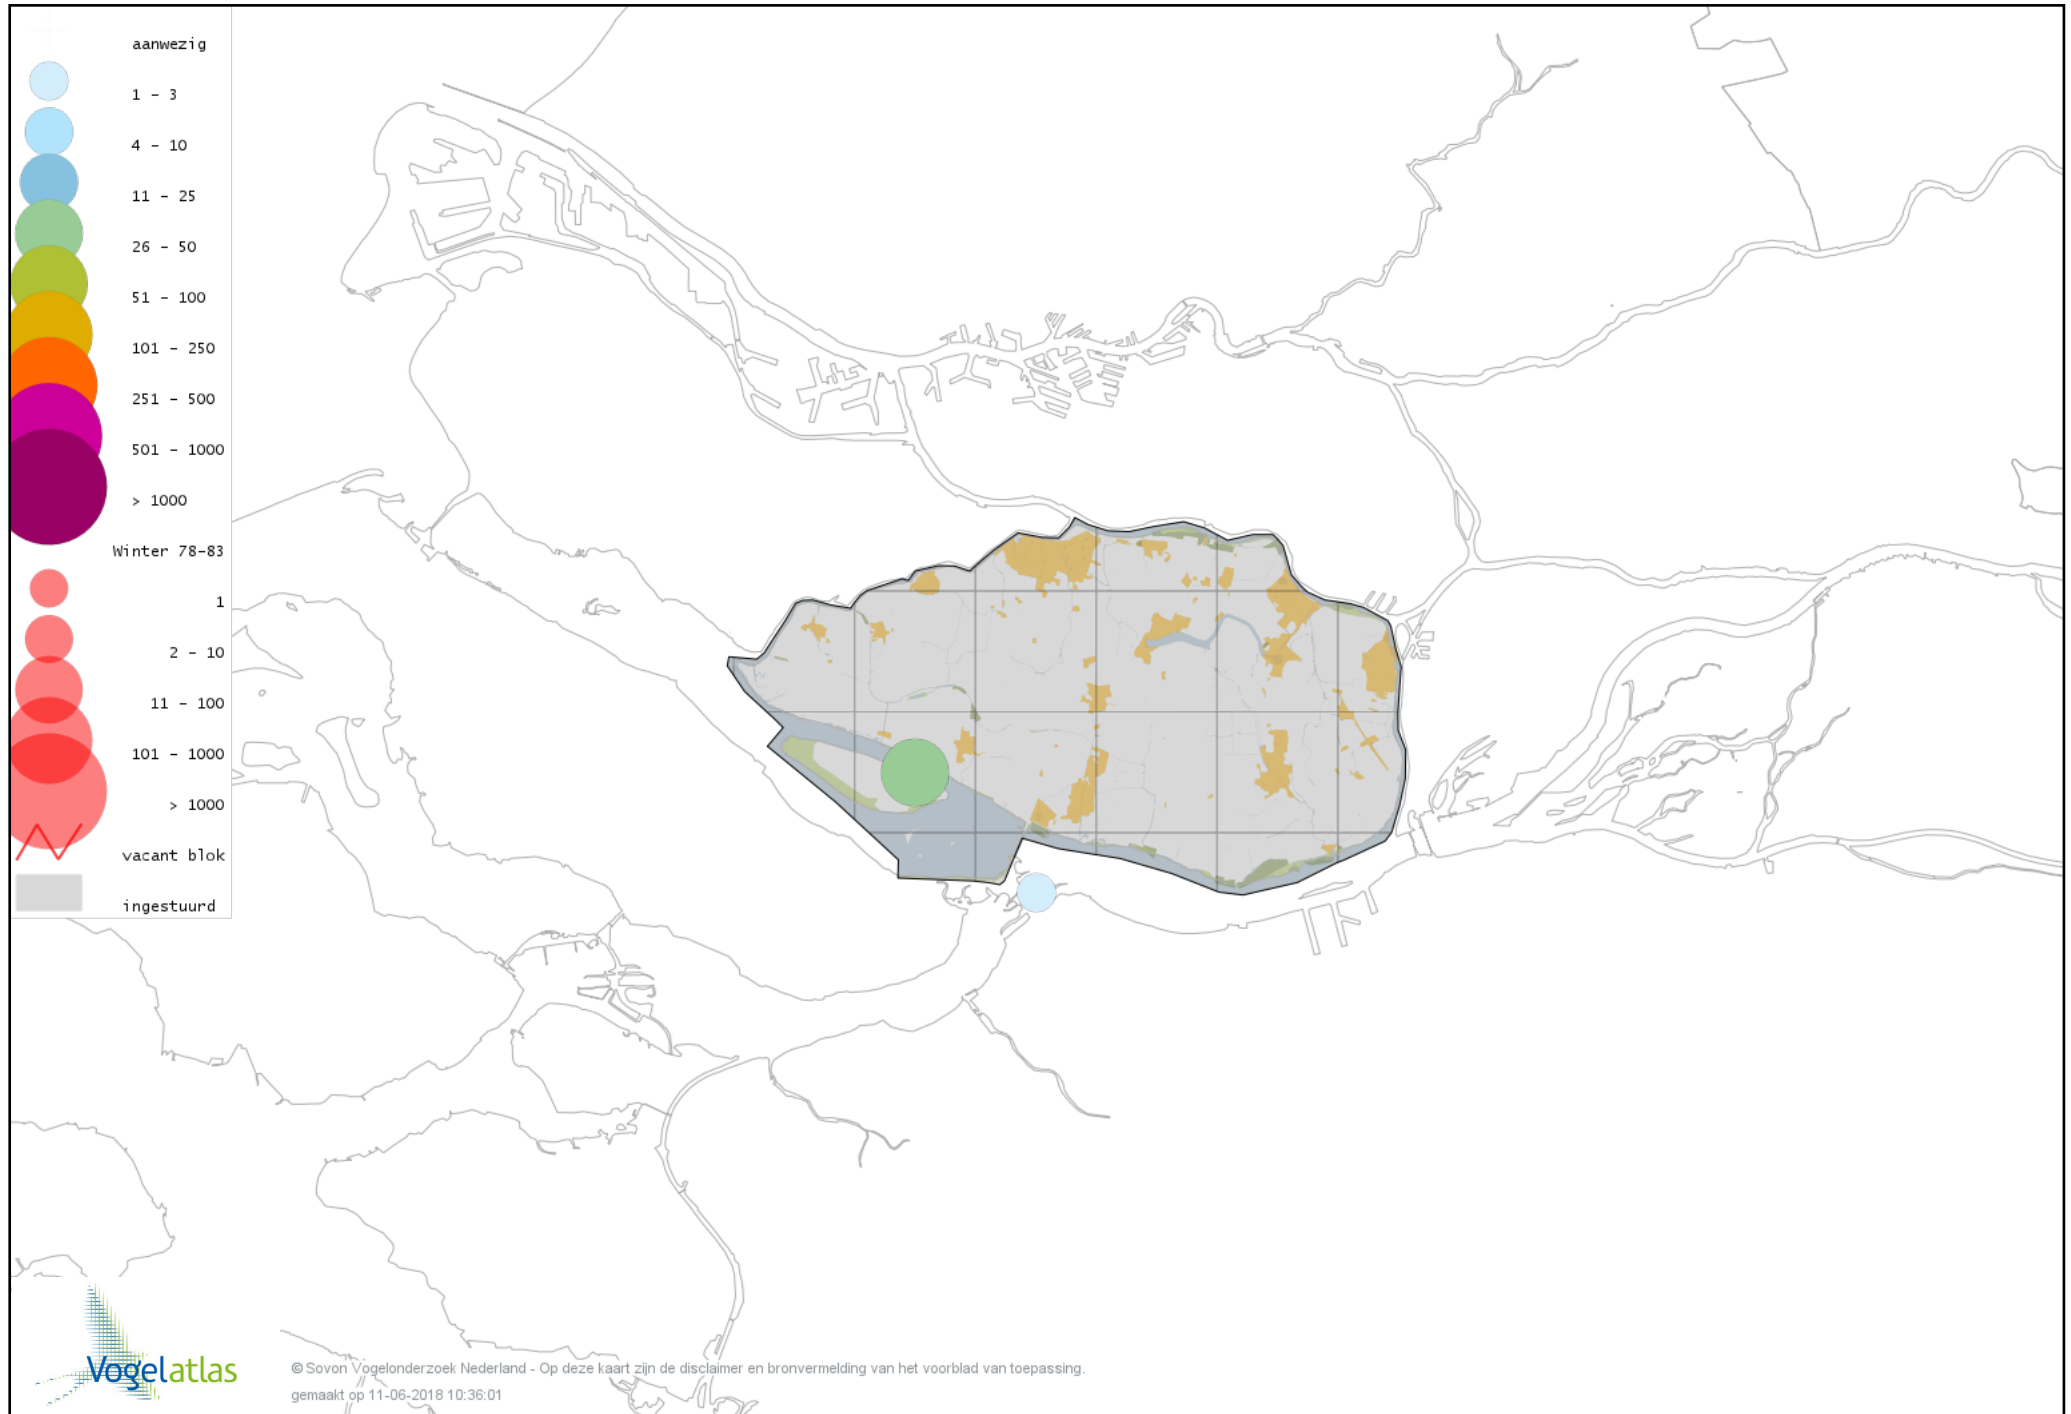 aanwezig
1 - 3
4 - 10
11 - 25
26 - 50
51 - 100
101 - 250
251 - 500
501 - 1000
> 1000
Winter 78-83
1
2 - 10
11 - 100
101 - 1000
> 1000
vacant blok
ingestuurd
Vogelatlas
© Sovon Vogelonderzoek Nederland - Op deze kaart zijn de disclaimer en bronvermelding van het voorblad van toepassing.
gemaakt op 11-06-2018 10:36:01